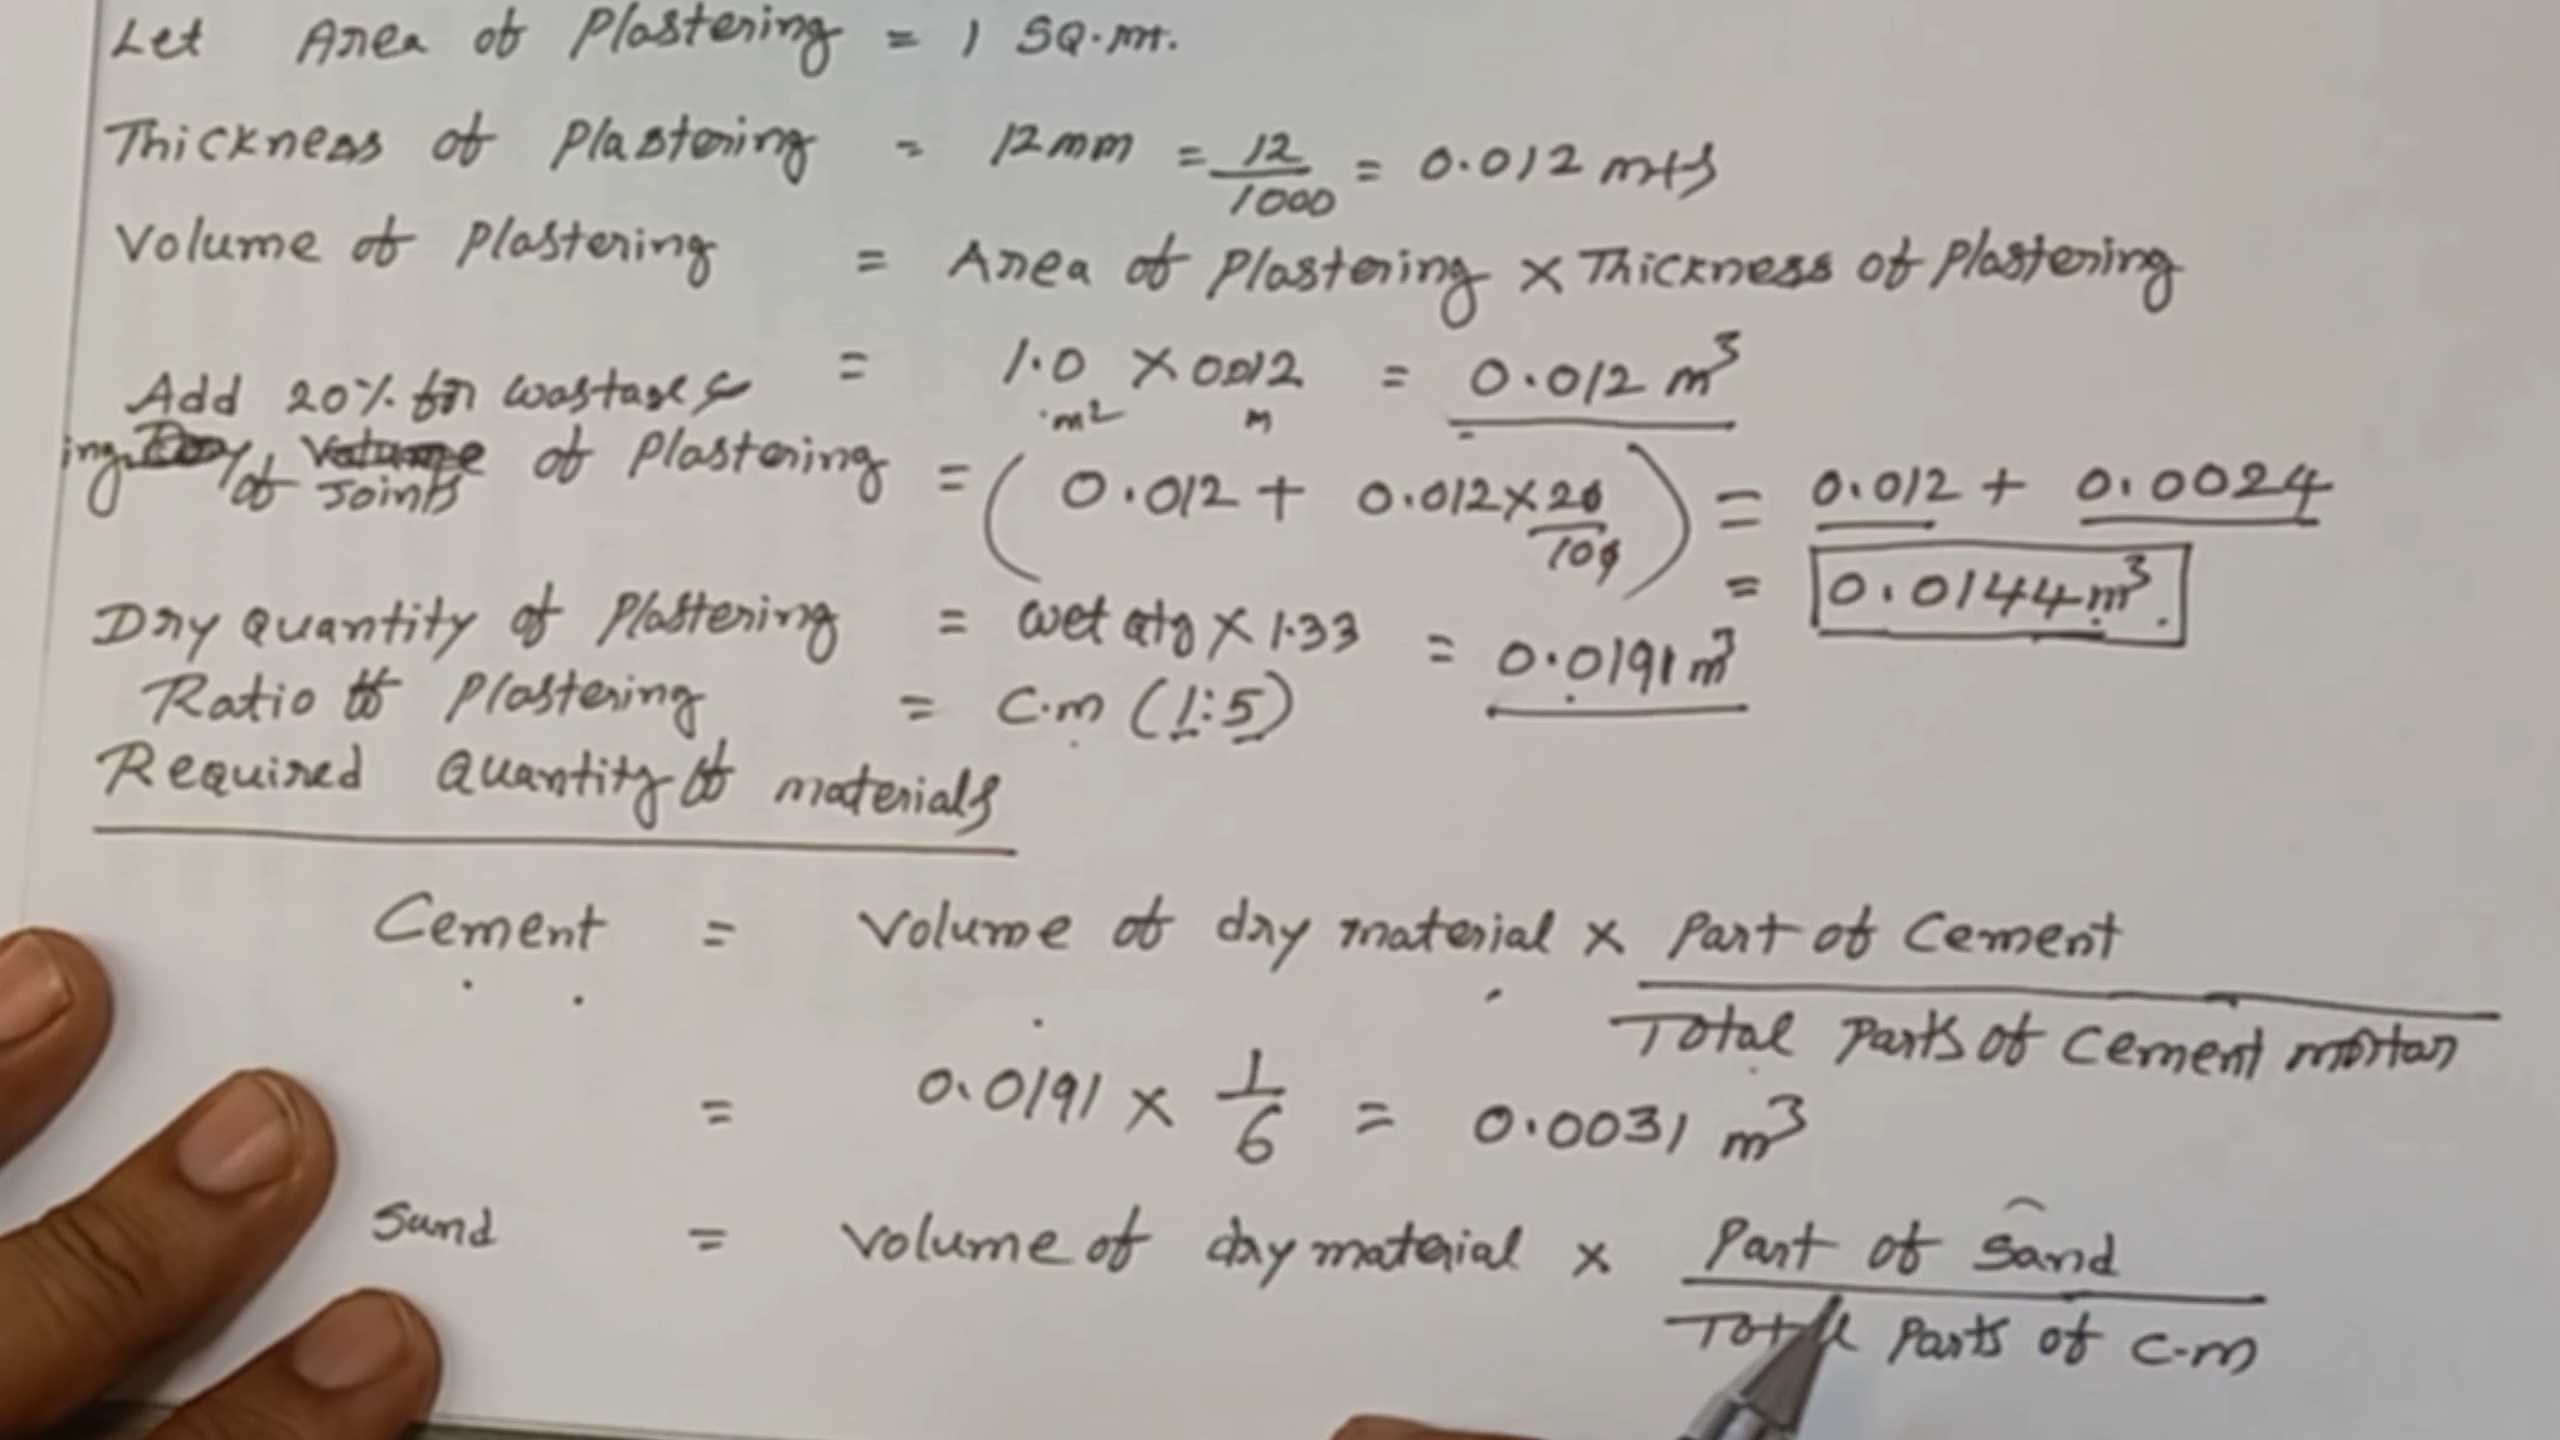 Let Area of Plastering = 1 SQ.mt.
Thickness of Plastering = 12mm = 12/1000 = 0.012 mts
Volume of Plastering = Area of Plastering × Thickness of Plastering
= 1.0 × 0.012 = 0.012 m³
m² m
Add 20% for wastage &
ing of Joints of Plastering = (0.012 + 0.012×20/100) = 0.012 + 0.0024
= 0.0144m³.
Dry Quantity of Plastering = wet qty × 1.33 = 0.0191m³
Ratio of Plastering = C.m (1:5)
Required Quantity of materials
Cement = Volume of dry material × Part of Cement/Total Parts of Cement mortar
= 0.0191 × 1/6 = 0.0031 m³
Sand = Volume of dry material × Part of Sand/Total Parts of C.m